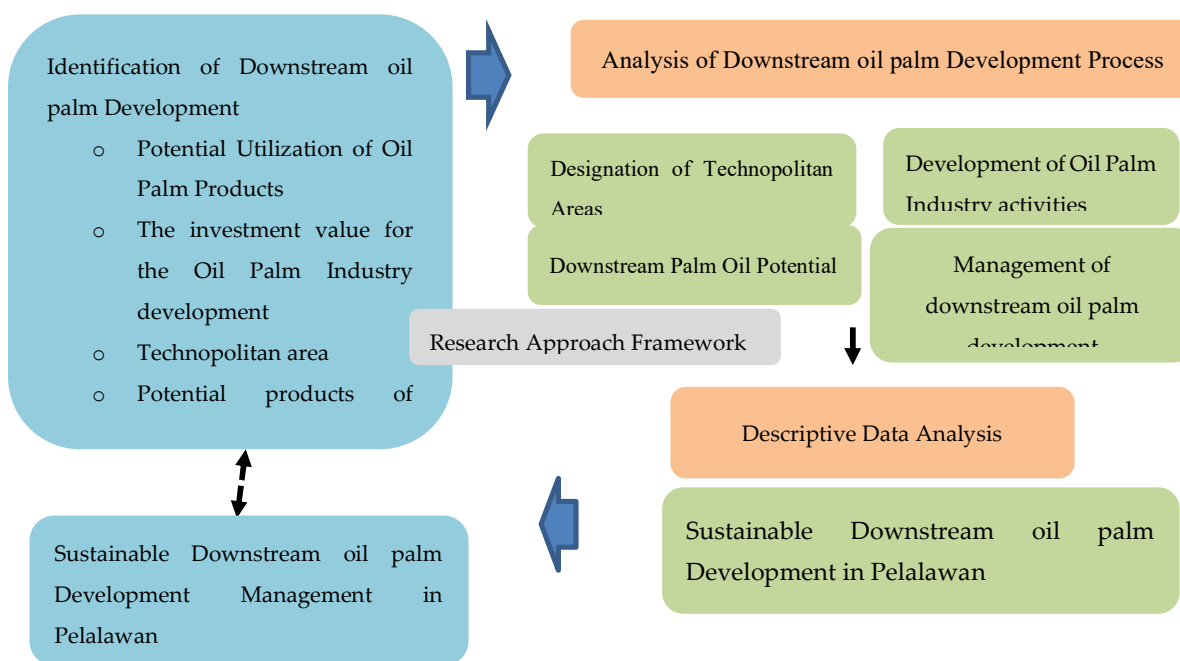 Identification of Downstream oil
palm Development
o Potential Utilization of Oil
Palm Products
o The investment value for
the Oil Palm Industry
development
o Technopolitan area
o Potential products of
Analysis of Downstream oil palm Development Process
Designation of Technopolitan
Areas
Development of Oil Palm
Industry activities
Downstream Palm Oil Potential
Management of
downstream oil palm
development
Research Approach Framework
Descriptive Data Analysis
Sustainable Downstream oil palm
Development in Pelalawan
Sustainable Downstream oil palm
Development Management in
Pelalawan